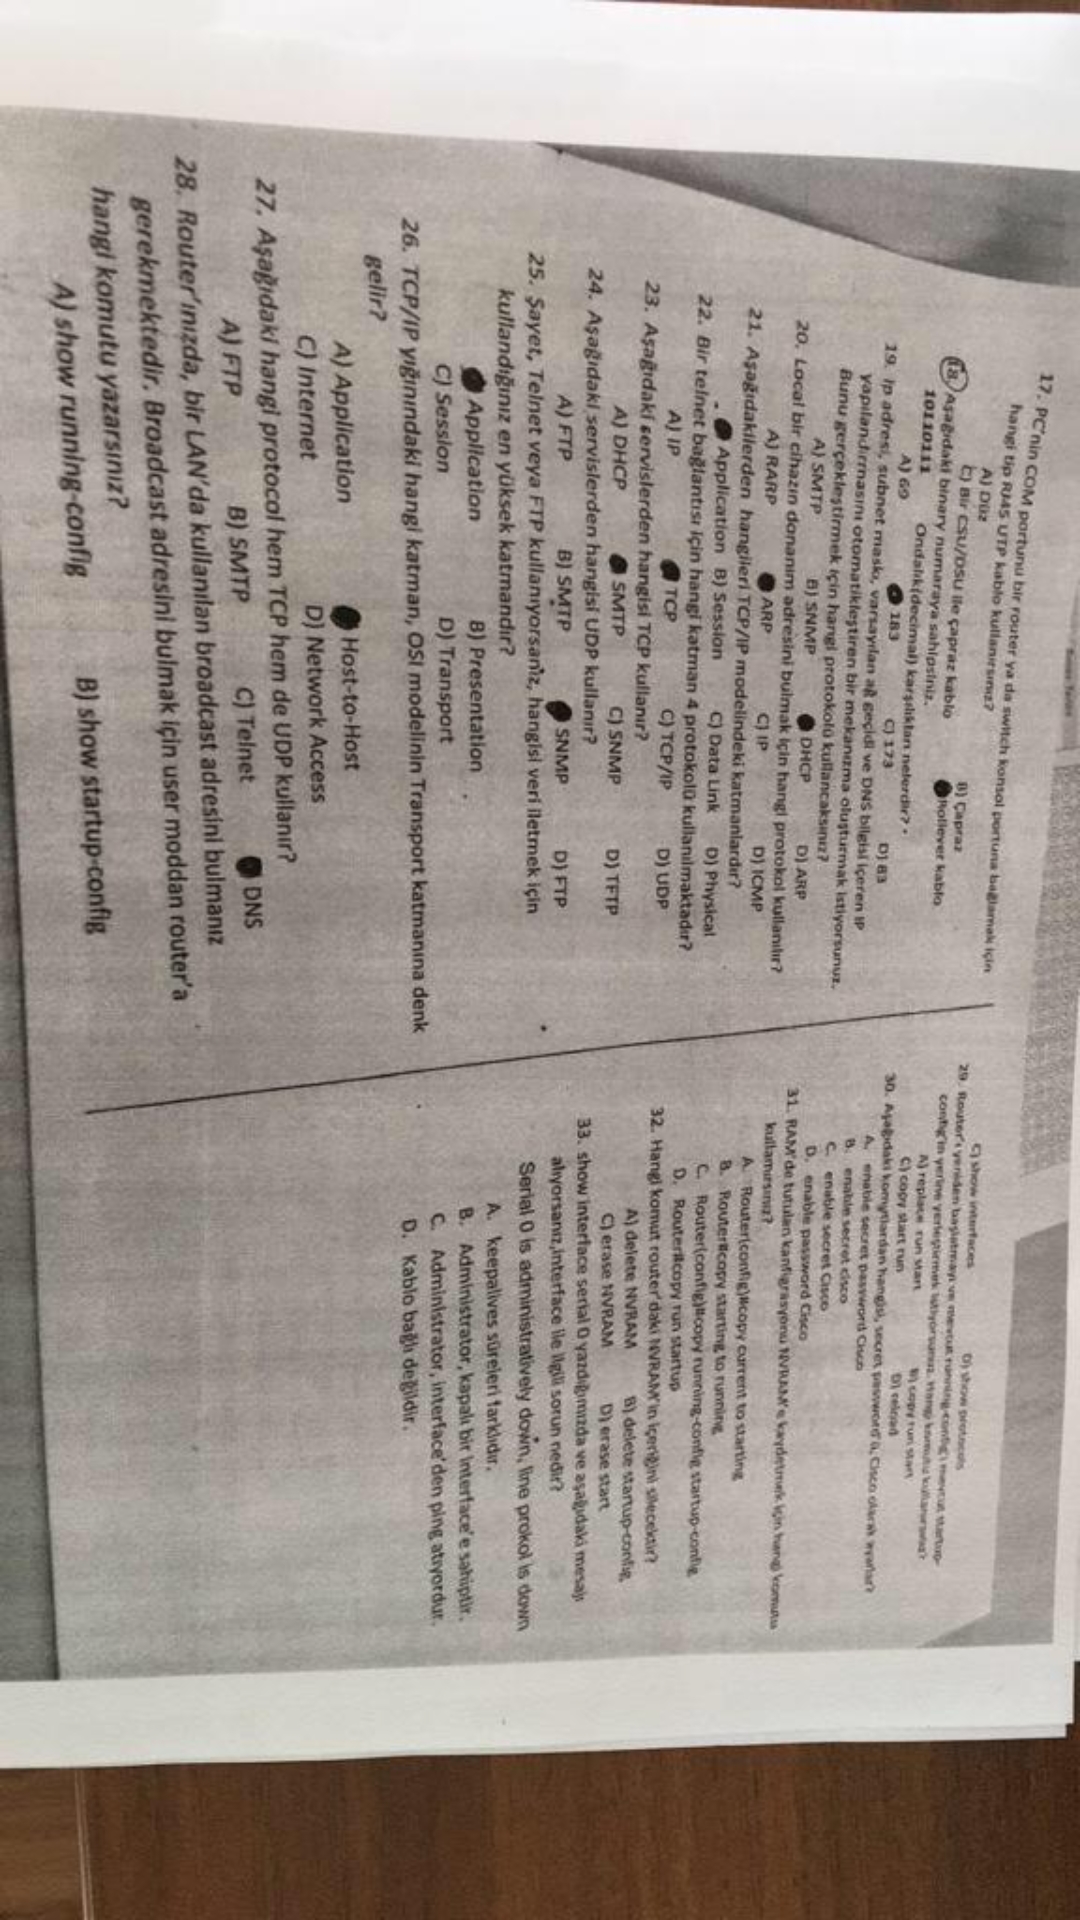 17. PC'nin COM portunu bir router ya da switch konsol portuna bağlamak için
hangi tip RJ45 UTP kablo kullanırsınız?
A) Düz
B) Çapraz
C) Bir CSU/DSU ile çapraz kablo
Rollever kablo
18. Aşağıdaki binary numaraya sahipsiniz.
10110111 Ondalık(decimal) karşılıkları nelerdir?
A) 69 183 C) 173 D) 83
19. Ip adresi, subnet maskı, varsayılan ağ geçidi ve DNS bilgisi içeren IP
yapılandırmasını otomatikleştiren bir mekanızma oluşturmak istiyorsunuz.
Bunu gerçekleştirmek için hangi protokolü kullancaksınız?
A) SMTP B) SNMP DHCP D) ARP
20. Local bir cihazın donanım adresini bulmak için hangi protokol kullanılır?
A) RARP ARP C) IP D) ICMP
21. Aşağıdakilerden hangileri TCP/IP modelindeki katmanlardır?
Application B) Session C) Data Link D) Physical
22. Bir telnet bağlantısı için hangi katman 4 protokolü kullanılmaktadır?
A) IP TCP C) TCP/IP D) UDP
23. Aşağıdaki servislerden hangisi TCP kullanır?
A) DHCP SMTP C) SNMP D) TFTP
24. Aşağıdaki servislerden hangisi UDP kullanır?
A) FTP B) SMTP SNMP D) FTP
25. Şayet, Telnet veya FTP kullanıyorsanız, hangisi veri iletmek için
kullandığınız en yüksek katmandır?
Application B) Presentation
C) Session D) Transport
26. TCP/IP yığınındaki hangi katman, OSI modelinin Transport katmanına denk
gelir?
A) Application Host-to-Host
C) Internet D) Network Access
27. Aşağıdaki hangi protocol hem TCP hem de UDP kullanır?
A) FTP B) SMTP C) Telnet DNS
28. Router'ınızda, bir LAN'da kullanılan broadcast adresini bulmanız
gerekmektedir. Broadcast adresini bulmak için user moddan router'a
hangi komutu yazarsınız?
A) show running-config B) show startup-config
C) show interfaces D) show protocols
29. Router'ı yeniden başlatmayı ve mevcut running-config'i mevcut startup-
config'in yerine yerleştirmek istiyorsunuz. Hangi komutu kullanırsınız?
A) replace run start B) copy run start
C) copy start run D) reload
30. Aşağıdaki komutlardan hangisi, secret password'ü, Cisco olarak ayarlar?
A. enable secret password Cisco
B. enable secret cisco
C. enable secret Cisco
D. enable password Cisco
31. RAM'de tutulan kanfigrasyonu NVRAM'e kaydetmek için hangi komutu
kullanırsınız?
A. Router(config)#copy current to starting
B. Router#copy starting to running
C. Router(config)#copy running-config startup-config
D. Router#copy run startup
32. Hangi komut router'daki NVRAM'in içeriğini silecektir?
A) delete NVRAM B) delete startup-config
C) erase NVRAM D) erase start
33. show interface serial 0 yazdığımızda ve aşağıdaki mesajı
alıyorsanız,interface ile ilgili sorun nedir?
Serial 0 is administratively down, line prokol is down
A. keepalives süreleri farklıdır.
B. Administrator, kapalı bir interface'e sahiptir.
C. Administrator, interface'den ping atıyordur.
D. Kablo bağlı değildir.